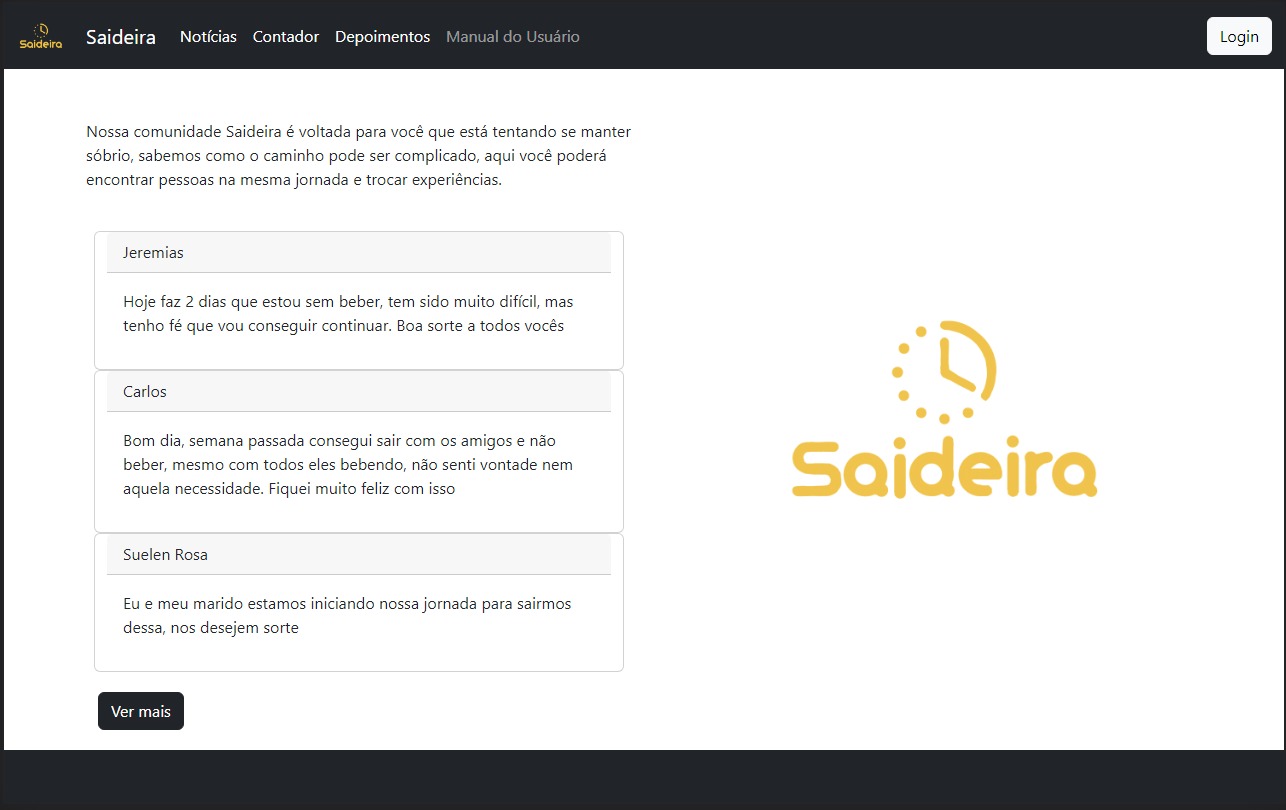 Saideira
Saideira Notícias Contador Depoimentos Manual do Usuário Login
Nossa comunidade Saideira é voltada para você que está tentando se manter
sóbrio, sabemos como o caminho pode ser complicado, aqui você poderá
encontrar pessoas na mesma jornada e trocar experiências.
Jeremias
Hoje faz 2 dias que estou sem beber, tem sido muito difícil, mas
tenho fé que vou conseguir continuar. Boa sorte a todos vocês
Carlos
Bom dia, semana passada consegui sair com os amigos e não
beber, mesmo com todos eles bebendo, não senti vontade nem
aquela necessidade. Fiquei muito feliz com isso
Suelen Rosa
Eu e meu marido estamos iniciando nossa jornada para sairmos
dessa, nos desejem sorte
Ver mais
Saideira